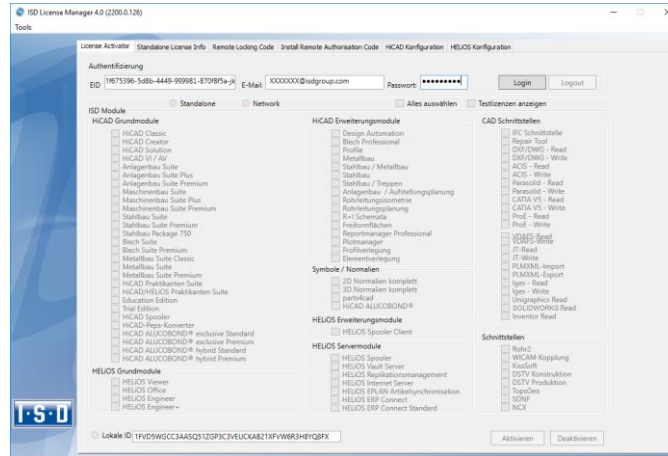 ISD License Manager 4.0 (2200.0.126)
Tools
License Activator Standalone License Info Remote Locking Code Install Remote Authorisation Code HiCAD Konfiguration HELiOS Konfiguration
Authentifizierung
EID 1f675396-5d8b-4449-999981-870f8f5a-jk E-Mail: XXXXXXX@isdgroup.com Passwort: ●●●●●●●●● Login Logout
Standalone Network Alles auswählen Testlizenzen anzeigen
ISD Module
HiCAD Grundmodule
HiCAD Classic
HiCAD Creator
HiCAD Solution
HiCAD VI / AV
Anlagenbau Suite
Anlagenbau Suite Plus
Anlagenbau Suite Premium
Maschinenbau Suite
Maschinenbau Suite Plus
Maschinenbau Suite Premium
Stahlbau Suite
Stahlbau Suite Premium
Stahlbau Package 750
Blech Suite
Blech Suite Premium
Metallbau Suite Classic
Metallbau Suite
Metallbau Suite Premium
HiCAD Praktikanten Suite
HiCAD/HELiOS Praktikanten Suite
Education Edition
Trial Edition
HiCAD Spooler
HiCAD-Peps-Konverter
HiCAD ALUCOBOND® exclusive Standard
HiCAD ALUCOBOND® exclusive Premium
HiCAD ALUCOBOND® hybrid Standard
HiCAD ALUCOBOND® hybrid Premium
HELiOS Grundmodule
HELiOS Viewer
HELiOS Office
HELiOS Engineer
HELiOS Engineer+
HiCAD Erweiterungsmodule
Design Automation
Blech Professional
Profile
Metallbau
Stahlbau / Metallbau
Stahlbau
Stahlbau / Treppen
Anlagenbau / Aufstellungsplanung
Rohrleitungsisometrie
Rohrleitungsplanung
R+I Schemata
Freiformflächen
Reportmanager Professional
Plotmanager
Profilverlegung
Elementverlegung
Symbole / Normalien
2D Normalien komplett
3D Normalien komplett
parts4cad
HiCAD ALUCOBOND®
HELiOS Erweiterungsmodule
HELiOS Spooler Client
HELiOS Servermodule
HELiOS Spooler
HELiOS Vault Server
HELiOS Replikationsmanagement
HELiOS Internet Server
HELiOS EPLAN Artikelsynchronisation
HELiOS ERP Connect
HELiOS ERP Connect Standard
CAD Schnittstellen
IFC Schnittstelle
Repair Tool
DXF/DWG - Read
DXF/DWG - Write
ACIS - Read
ACIS - Write
Parasolid - Read
Parasolid - Write
CATIA V5 - Read
CATIA V5 - Write
ProE - Read
ProE - Write
VDAFS-Read
VDAFS-Write
JT-Read
JT-Write
PLMXML-Import
PLMXML-Export
Iges - Read
Iges - Write
Unigraphics Read
SOLIDWORKS Read
Inventor Read
Schnittstellen
Rohr2
WICAM Kopplung
KissSoft
DSTV Konstruktion
DSTV Produktion
TopsGeo
SDNF
NCX
I·S·D
Lokale ID 1FVD5WGCC3AASQ51ZGP3C3VEUCKAB21XFVW6R3H8YQ8FX Aktivieren Deaktivieren